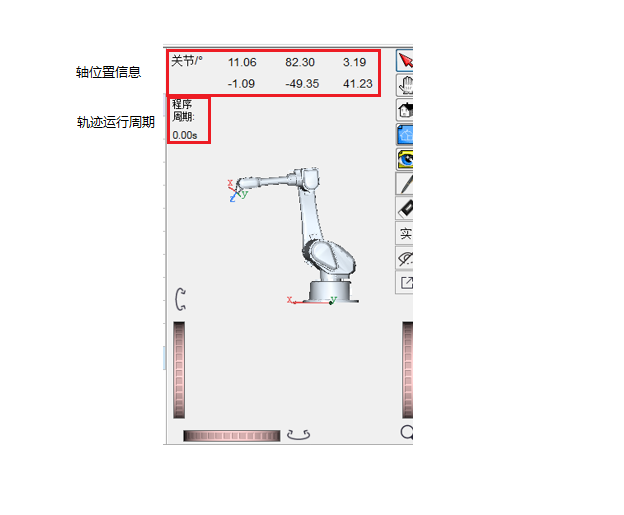 关节/° 11.06 82.30 3.19
轴位置信息
-1.09 -49.35 41.23
程序
周期:
轨迹运行周期
0.00s
实
x
y
z
x
y